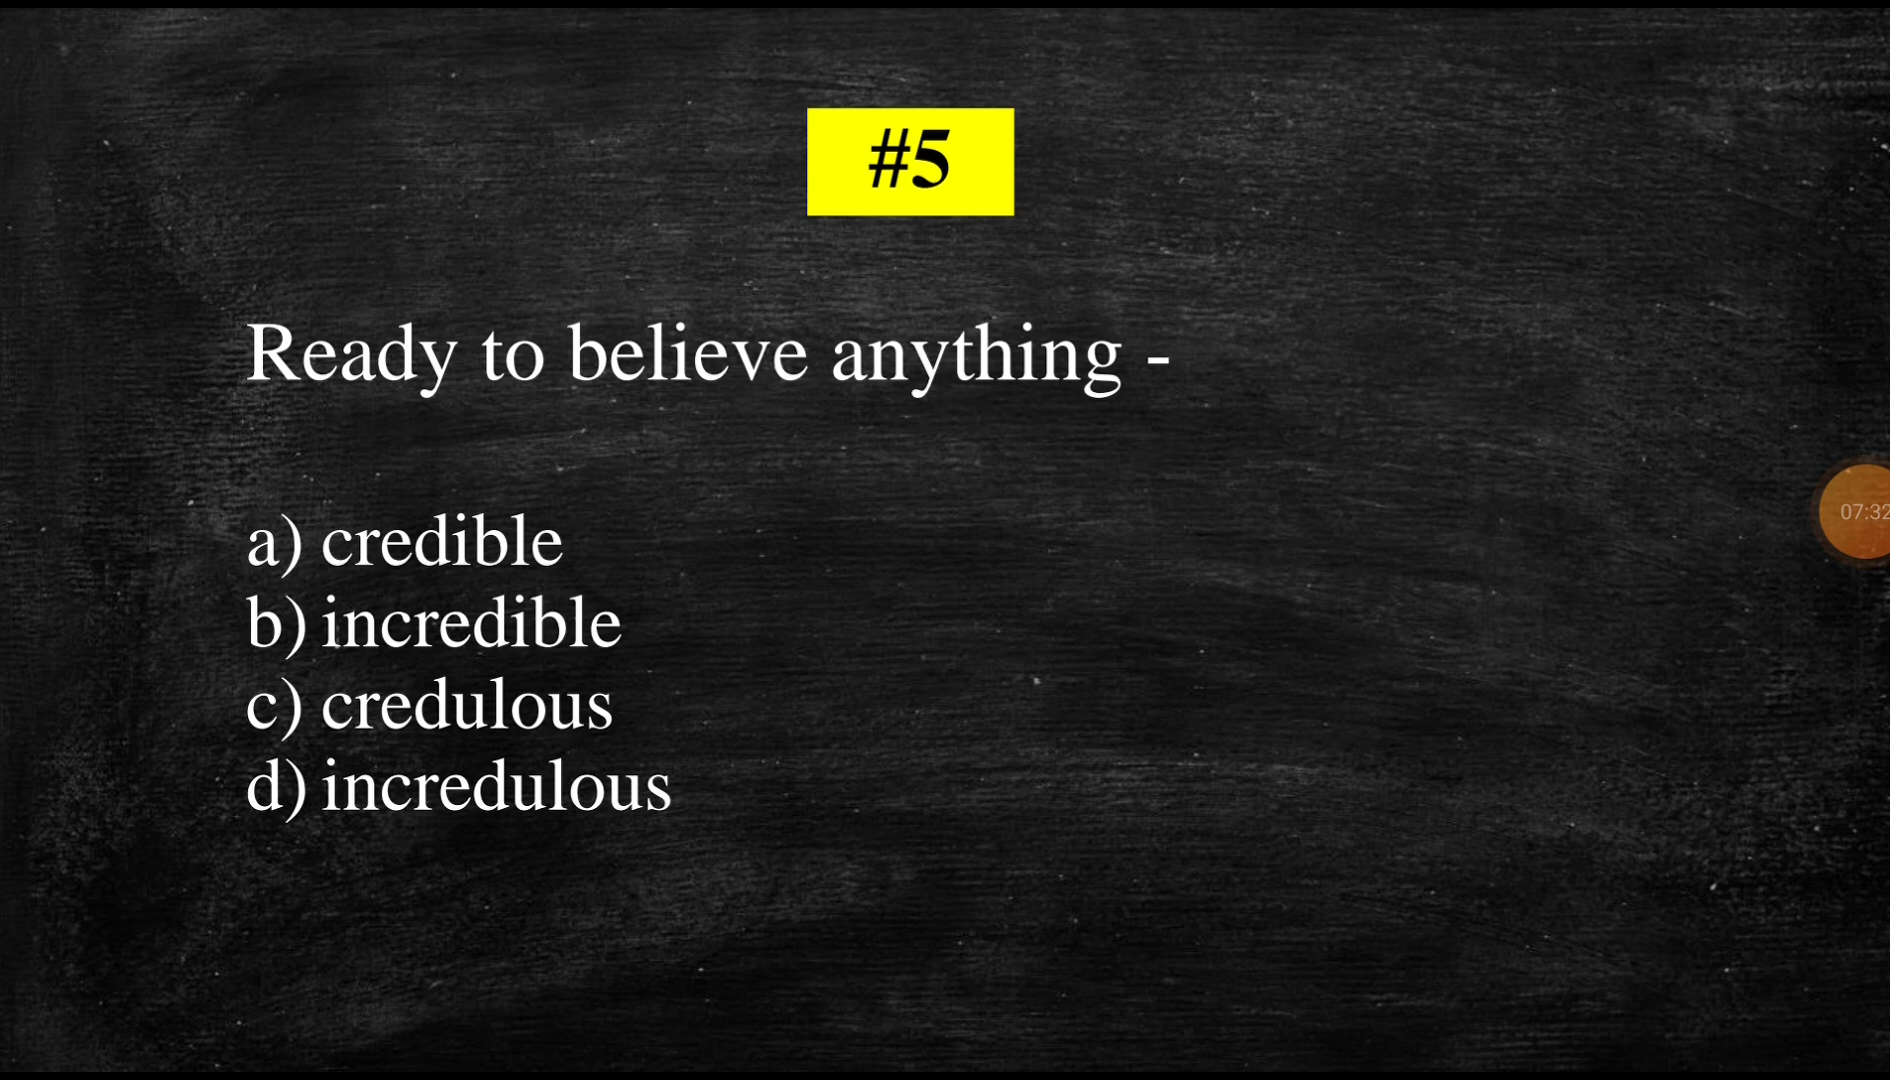 #5
Ready to believe anything -
a) credible
b) incredible
c) credulous
d) incredulous
07:32